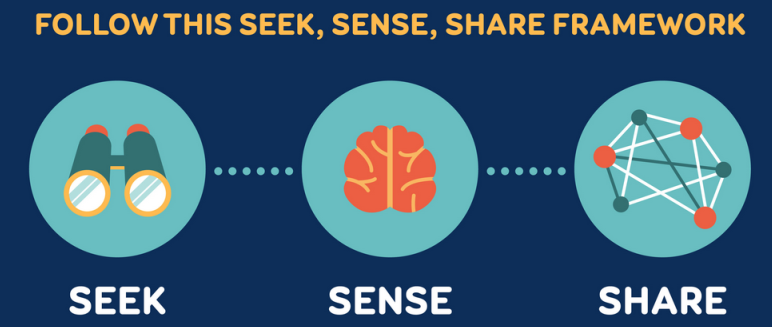 FOLLOW THIS SEEK, SENSE, SHARE FRAMEWORK
SEEK
SENSE
SHARE